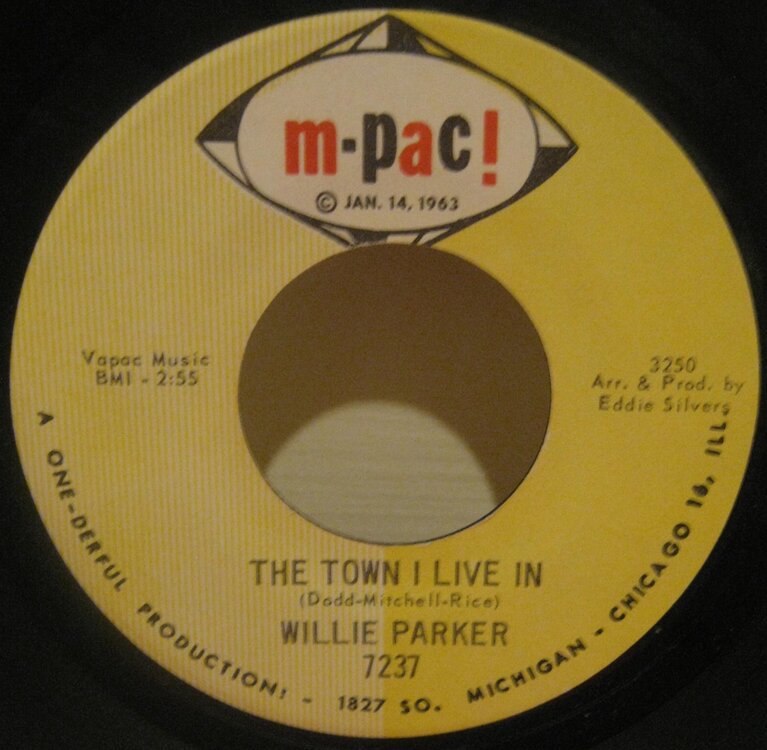 m-pac!
© JAN. 14, 1963
Vapac Music
BMI - 2:55
3250
Arr. & Prod. by
Eddie Silvers
THE TOWN I LIVE IN
(Dodd-Mitchell-Rice)
WILLIE PARKER
7237
A ONE-DERFUL PRODUCTION! - 1827 SO. MICHIGAN - CHICAGO 16, ILL.